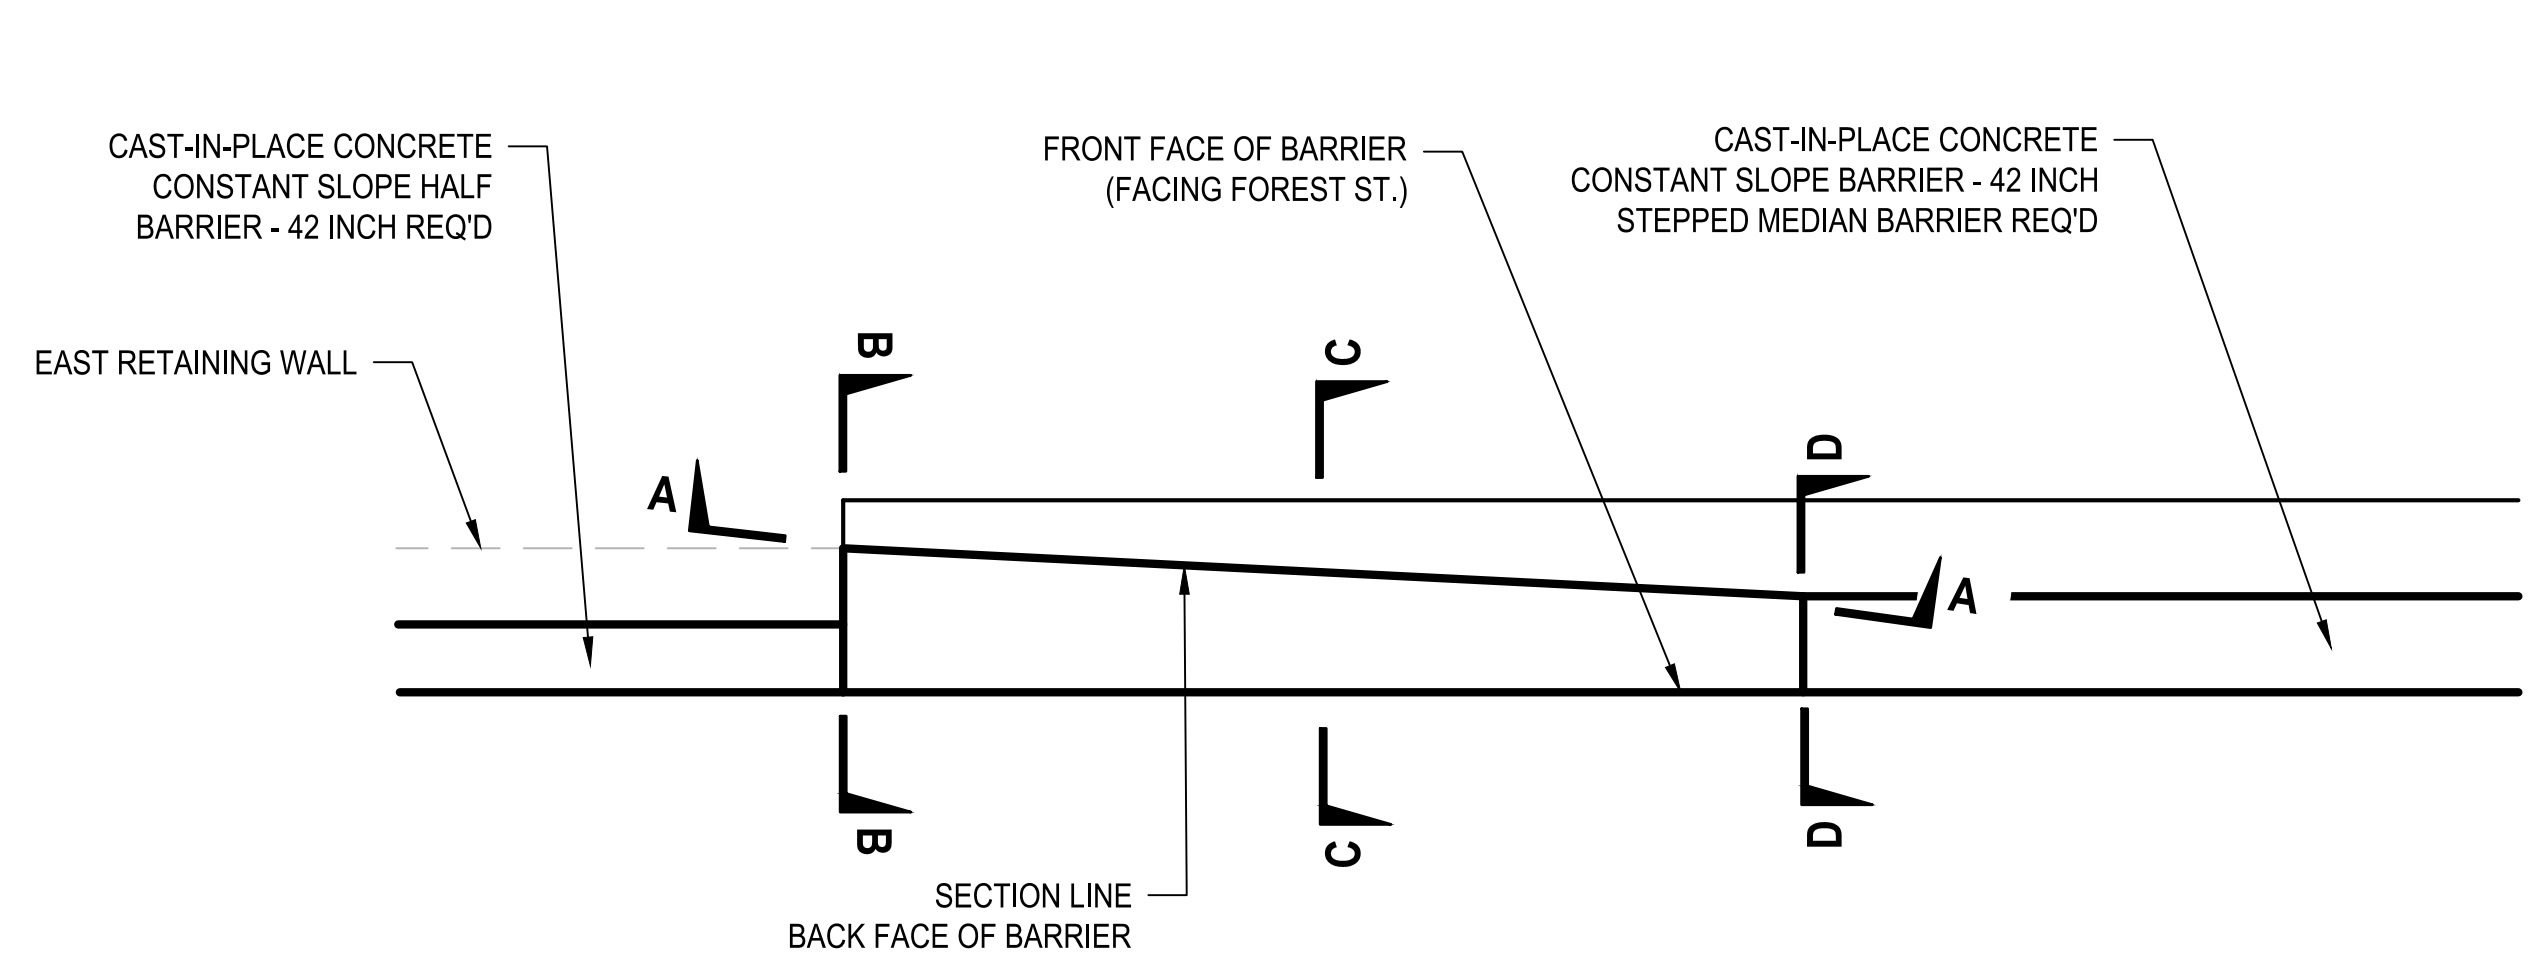 CAST-IN-PLACE CONCRETE
CONSTANT SLOPE HALF
BARRIER - 42 INCH REQ'D
FRONT FACE OF BARRIER
(FACING FOREST ST.)
CAST-IN-PLACE CONCRETE
CONSTANT SLOPE BARRIER - 42 INCH
STEPPED MEDIAN BARRIER REQ'D
EAST RETAINING WALL
B
C
D
A
A
B
C
D
SECTION LINE
BACK FACE OF BARRIER